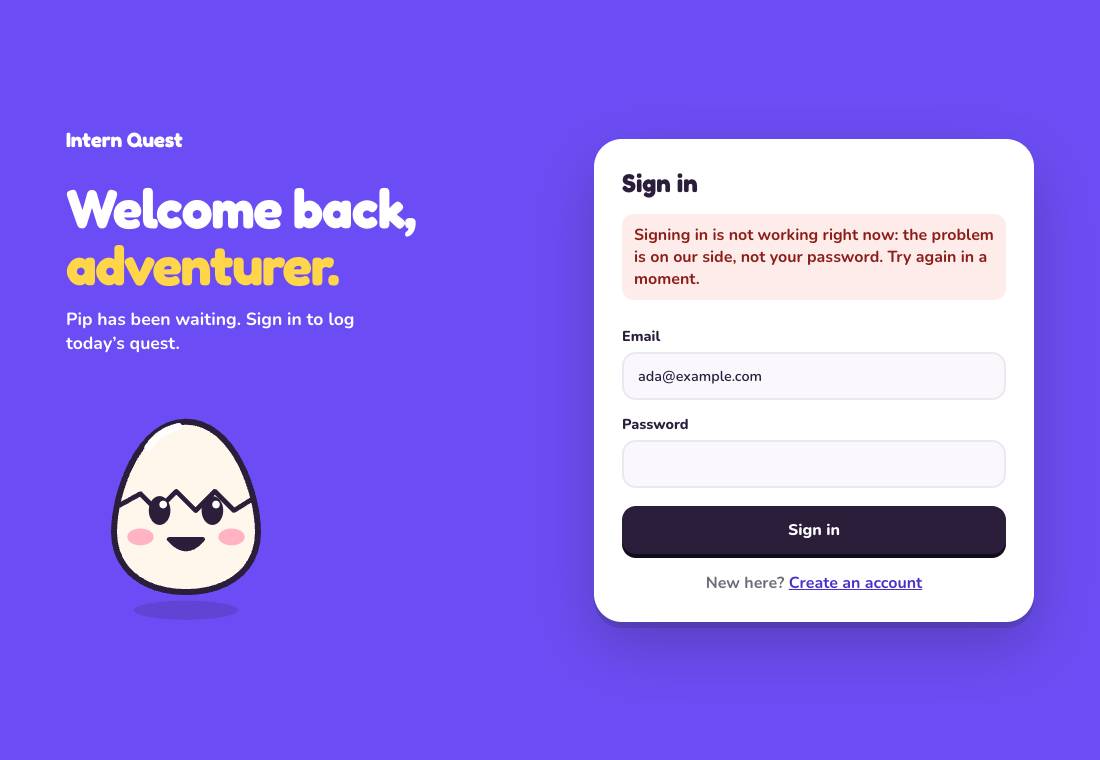 Intern Quest
Welcome back,
adventurer.
Pip has been waiting. Sign in to log
today’s quest.
Sign in
Signing in is not working right now: the problem
is on our side, not your password. Try again in a
moment.
Email
ada@example.com
Password
Sign in
New here? Create an account